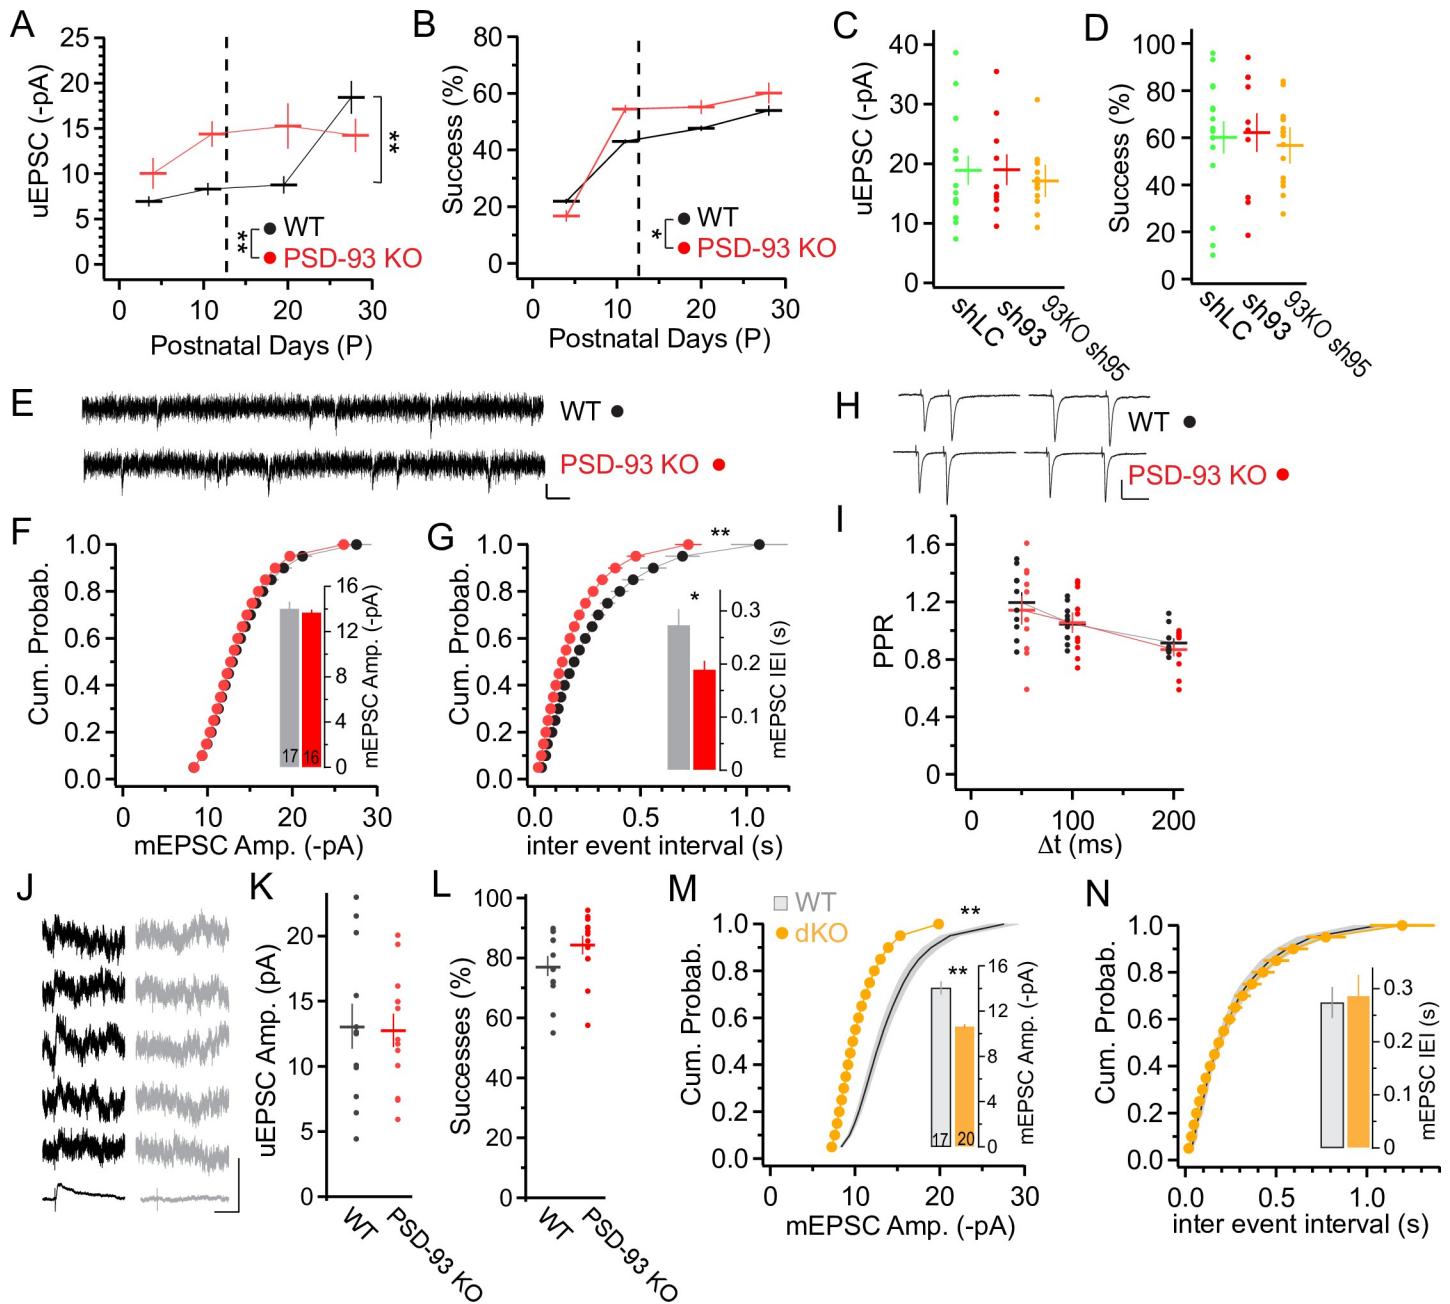 A
uEPSC (-pA)
25
20
15
10
5
0
**
**
WT
PSD-93 KO
0 10 20 30
Postnatal Days (P)
B
Success (%)
80
60
40
20
0
*
WT
PSD-93 KO
0 10 20 30
Postnatal Days (P)
C
uEPSC (-pA)
40
30
20
10
0
shLC
sh93
93KO sh95
D
Success (%)
100
80
60
40
20
0
shLC
sh93
93KO sh95
E
WT
PSD-93 KO
H
WT
PSD-93 KO
F
Cum. Probab.
1.0
0.8
0.6
0.4
0.2
0.0
0 10 20 30
mEPSC Amp. (-pA)
16
12
8
4
0
mEPSC Amp. (-pA)
17 16
G
Cum. Probab.
1.0
0.8
0.6
0.4
0.2
0.0
**
*
0.0 0.5 1.0
inter event interval (s)
0.3
0.2
0.1
0
mEPSC IEI (s)
I
PPR
1.6
1.2
0.8
0.4
0
0 100 200
Δt (ms)
J
K
uEPSC Amp. (pA)
20
15
10
5
0
WT
PSD-93 KO
L
Successes (%)
100
80
60
40
20
0
WT
PSD-93 KO
M
WT
dKO
Cum. Probab.
1.0
0.8
0.6
0.4
0.2
0.0
**
**
0 10 20 30
mEPSC Amp. (-pA)
16
12
8
4
0
mEPSC Amp. (-pA)
17 20
N
Cum. Probab.
1.0
0.8
0.6
0.4
0.2
0.0
0.0 0.5 1.0
inter event interval (s)
0.3
0.2
0.1
0
mEPSC IEI (s)